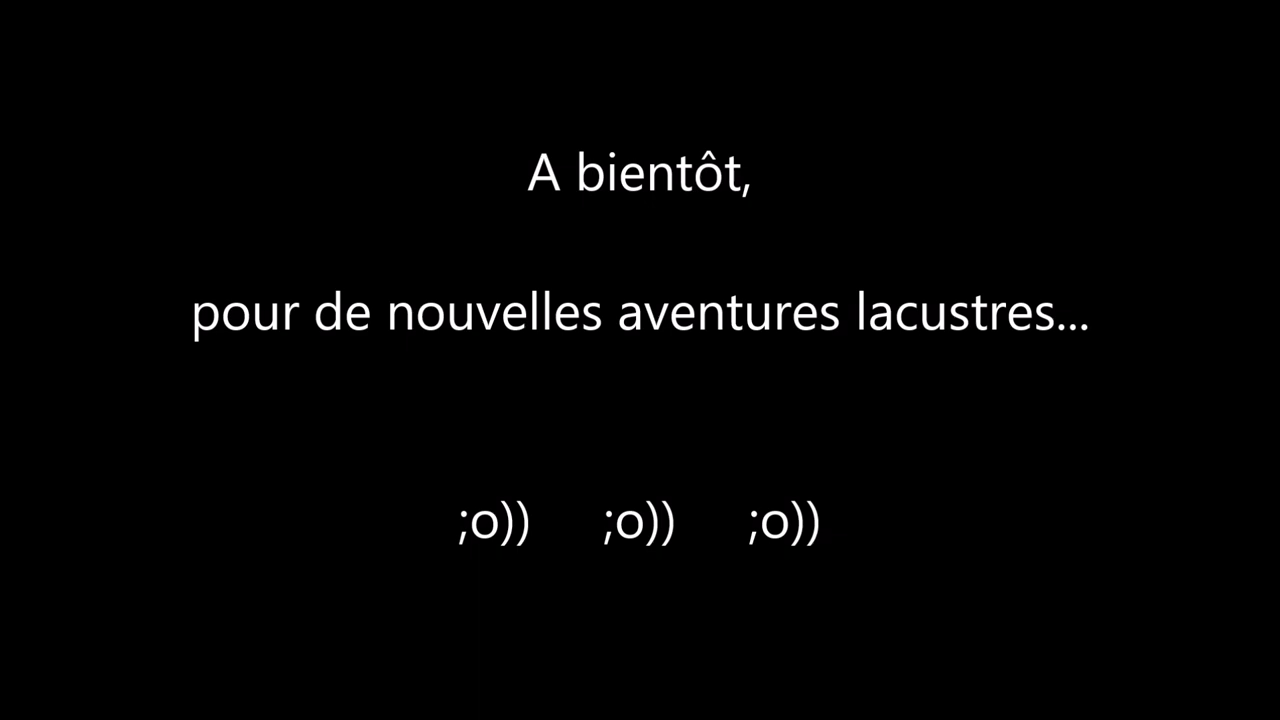 A bientôt,
pour de nouvelles aventures lacustres...
;o)) ;o)) ;o))